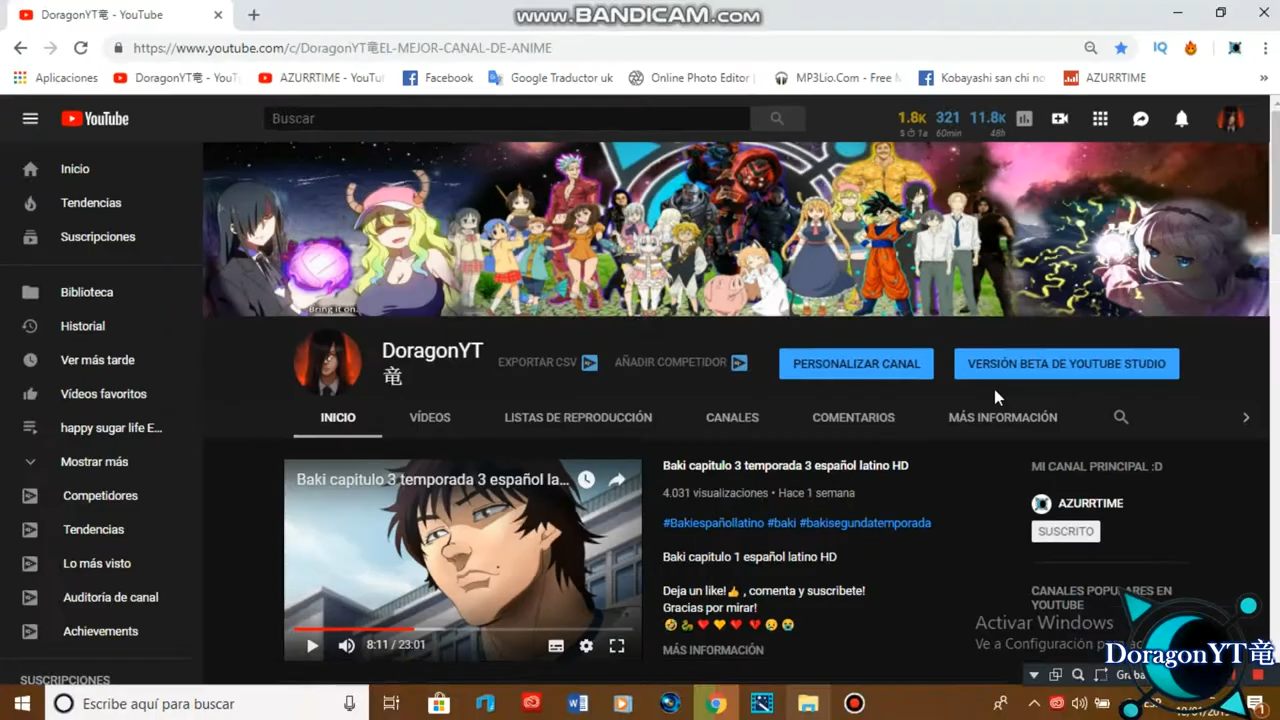 www.BANDICAM.com
DoragonYT竜 - YouTube
https://www.youtube.com/c/DoragonYT竜EL-MEJOR-CANAL-DE-ANIME
IQ
Aplicaciones
DoragonYT竜 - YouT
AZURRTIME - YouTu
Facebook
Google Traductor uk
Online Photo Editor
MP3Lio.Com - Free M
Kobayashi san chi no
AZURRTIME
YouTube
Buscar
1.8K 321 11.8K
60min 48h
Inicio
Tendencias
Suscripciones
Biblioteca
Historial
Ver más tarde
Vídeos favoritos
happy sugar life E...
Mostrar más
Competidores
Tendencias
Lo más visto
Auditoría de canal
Achievements
SUSCRIPCIONES
Bring it on.
DoragonYT
竜
EXPORTAR CSV
AÑADIR COMPETIDOR
PERSONALIZAR CANAL
VERSIÓN BETA DE YOUTUBE STUDIO
INICIO
VÍDEOS
LISTAS DE REPRODUCCIÓN
CANALES
COMENTARIOS
MÁS INFORMACIÓN
Baki capitulo 3 temporada 3 español la...
8:11 / 23:01
Baki capitulo 3 temporada 3 español latino HD
4.031 visualizaciones • Hace 1 semana
#Bakiespañollatino #baki #bakisegundatemporada
Baki capitulo 1 español latino HD
Deja un like!👍 , comenta y suscribete!
Gracias por mirar!
MÁS INFORMACIÓN
MI CANAL PRINCIPAL :D
AZURRTIME
SUSCRITO
CANALES POPULARES EN
YOUTUBE
Activar Windows
Ve a Configuración para
DoragonYT竜
Escribe aquí para buscar